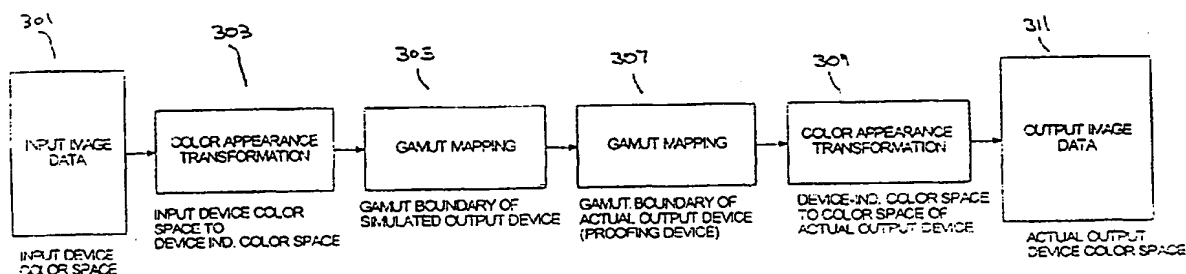 301
303
305
307
309
311
INPUT IMAGE
DATA
COLOR APPEARANCE
TRANSFORMATION
GAMUT MAPPING
GAMUT MAPPING
COLOR APPEARANCE
TRANSFORMATION
OUTPUT IMAGE
DATA
INPUT DEVICE
COLOR SPACE
INPUT DEVICE COLOR
SPACE TO
DEVICE IND. COLOR SPACE
GAMUT BOUNDARY OF
SIMULATED OUTPUT DEVICE
GAMUT BOUNDARY OF
ACTUAL OUTPUT DEVICE
(PROOFING DEVICE)
DEVICE-IND. COLOR SPACE
TO COLOR SPACE OF
ACTUAL OUTPUT DEVICE
ACTUAL OUTPUT
DEVICE COLOR SPACE